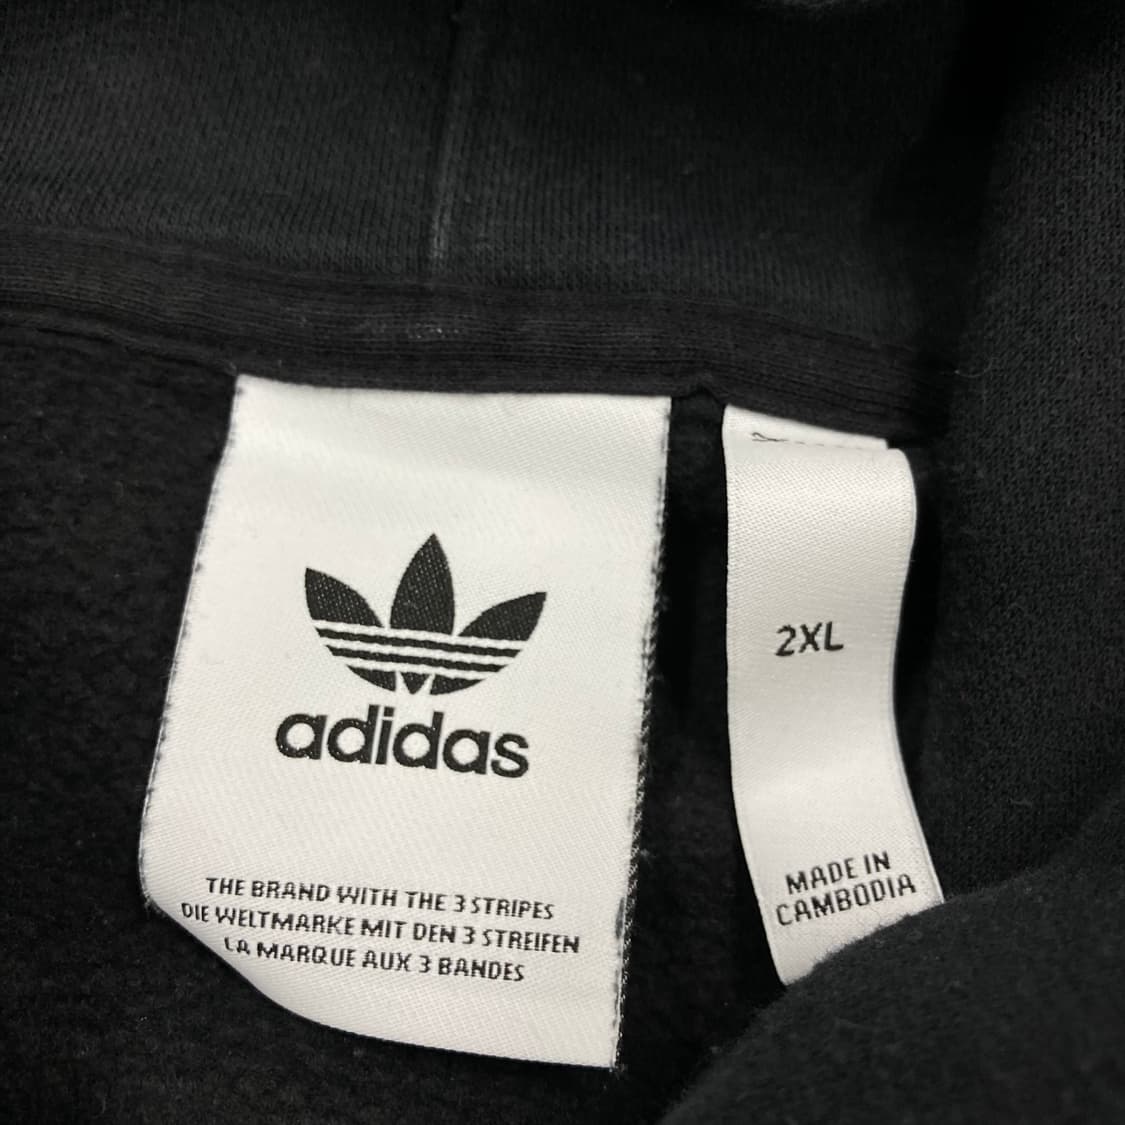 adidas
THE BRAND WITH THE 3 STRIPES
DIE WELTMARKE MIT DEN 3 STREIFEN
LA MARQUE AUX 3 BANDES
2XL
MADE IN
CAMBODIA